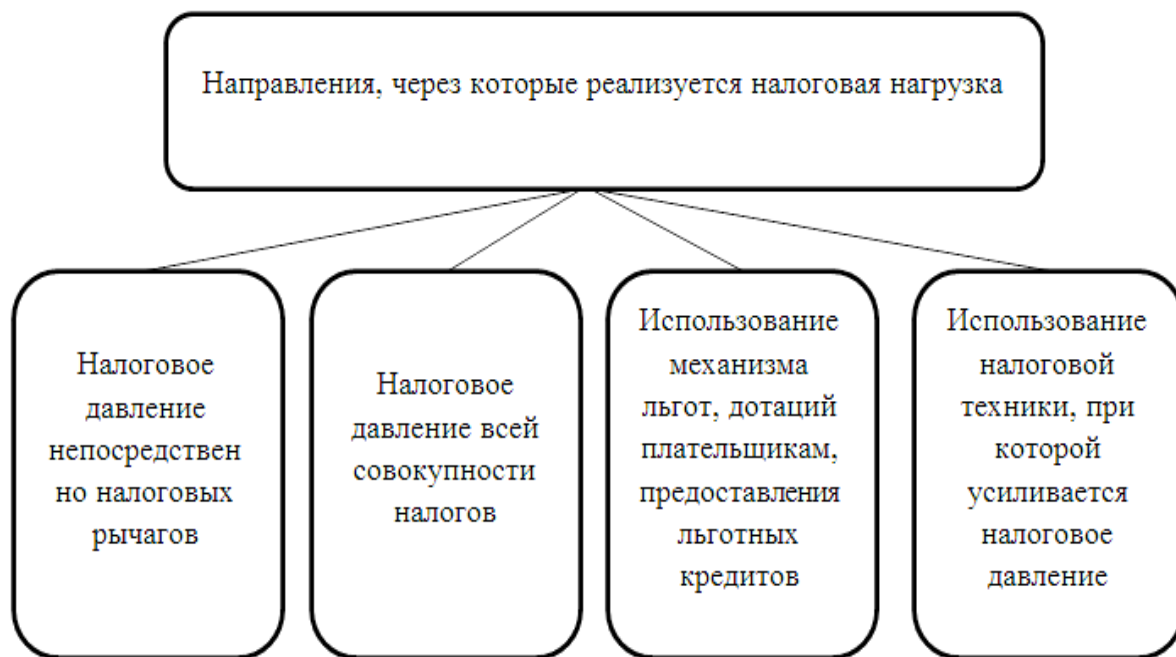 Направления, через которые реализуется налоговая нагрузка
Налоговое
давление
непосредствен
но налоговых
рычагов
Налоговое
давление всей
совокупности
налогов
Использование
механизма
льгот, дотаций
плательщикам,
предоставления
льготных
кредитов
Использование
налоговой
техники, при
которой
усиливается
налоговое
давление